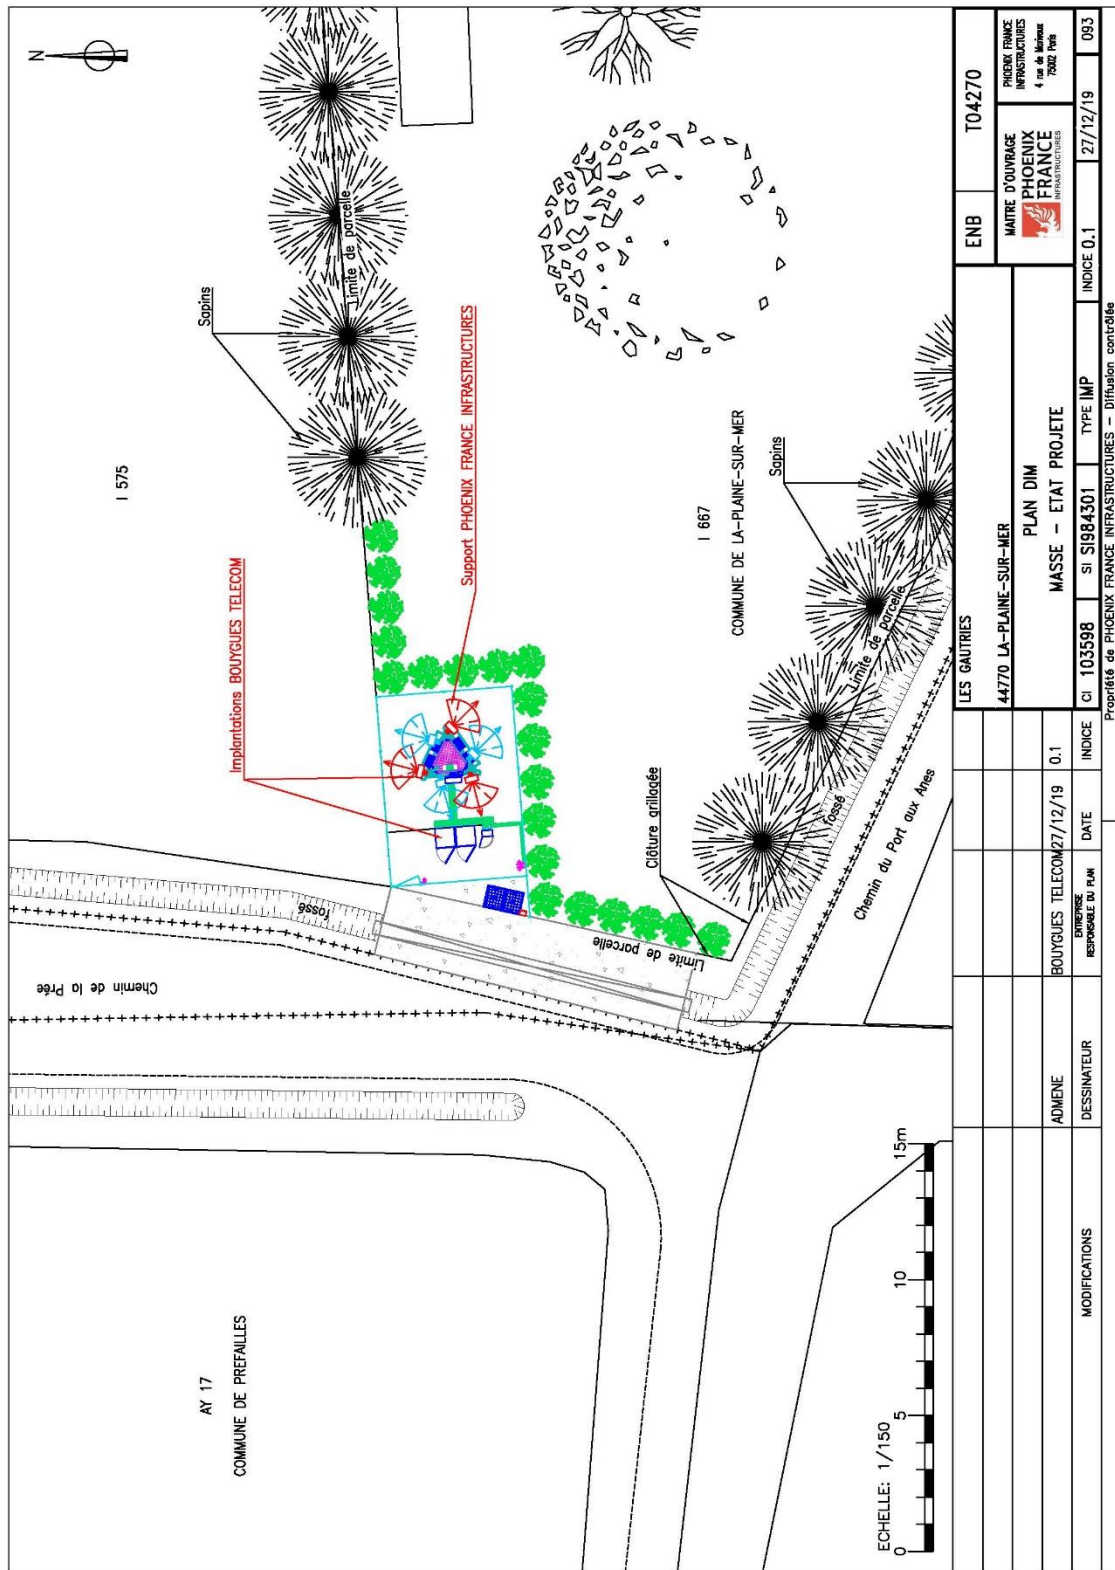 N
I 575
Sapins
Limite de parcelle
Implantations BOUYGUES TELECOM
Support PHOENIX FRANCE INFRASTRUCTURES
I 667
COMMUNE DE LA-PLAINE-SUR-MER
Sapins
Limite de parcelle
fossé
Chemin du Port aux Anes
Clôture grillagée
Limite de parcelle
fossé
Chemin de la Prée
AY 17
COMMUNE DE PREFAILLES
ECHELLE: 1/150
0 5 10 15m
LES GAUTRIES
44770 LA-PLAINE-SUR-MER
ENB T04270
MAITRE D'OUVRAGE
PHOENIX
FRANCE
INFRASTRUCTURES
PHOENIX FRANCE
INFRASTRUCTURES
4 rue de Marivaux
75002 Paris
PLAN DIM
MASSE - ETAT PROJETE
CI 103598 SI SI984301 TYPE IMP INDICE 0.1 27/12/19 093
ADMENE BOUYGUES TELECOM 27/12/19 0.1
MODIFICATIONS DESSINATEUR ENTREPRISE RESPONSABLE DU PLAN DATE INDICE
Propriété de PHOENIX FRANCE INFRASTRUCTURES - Diffusion contrôlée